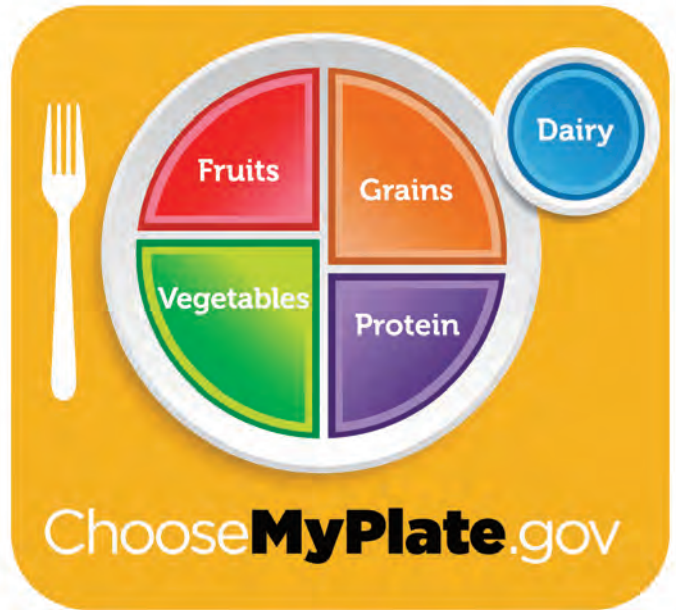 Fruits
Grains
Dairy
Vegetables
Protein
ChooseMyPlate.gov